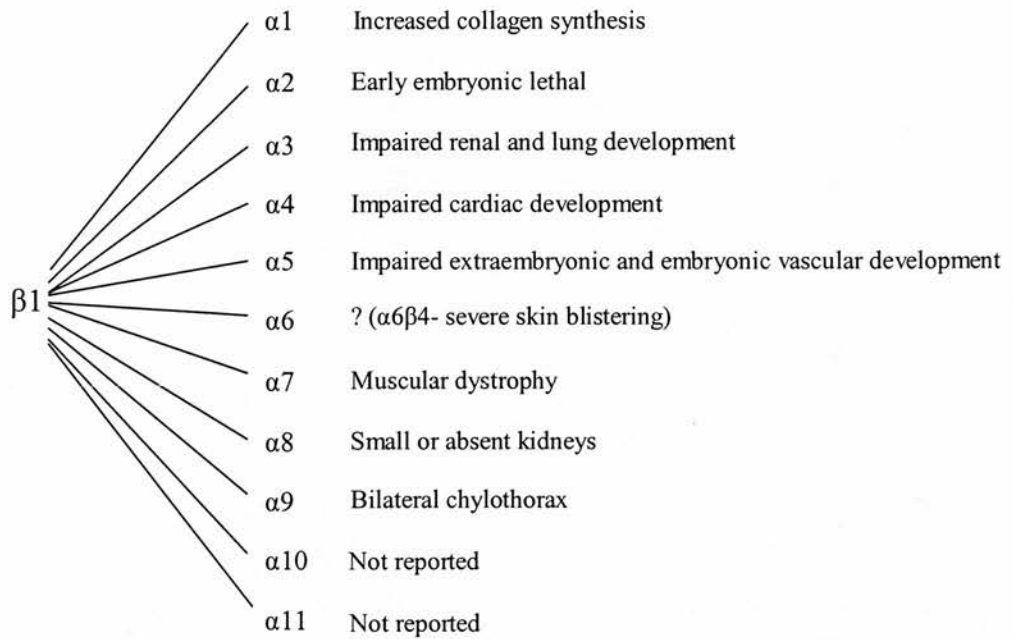 α1 Increased collagen synthesis
α2 Early embryonic lethal
α3 Impaired renal and lung development
α4 Impaired cardiac development
α5 Impaired extraembryonic and embryonic vascular development
β1
α6 ? (α6β4- severe skin blistering)
α7 Muscular dystrophy
α8 Small or absent kidneys
α9 Bilateral chylothorax
α10 Not reported
α11 Not reported